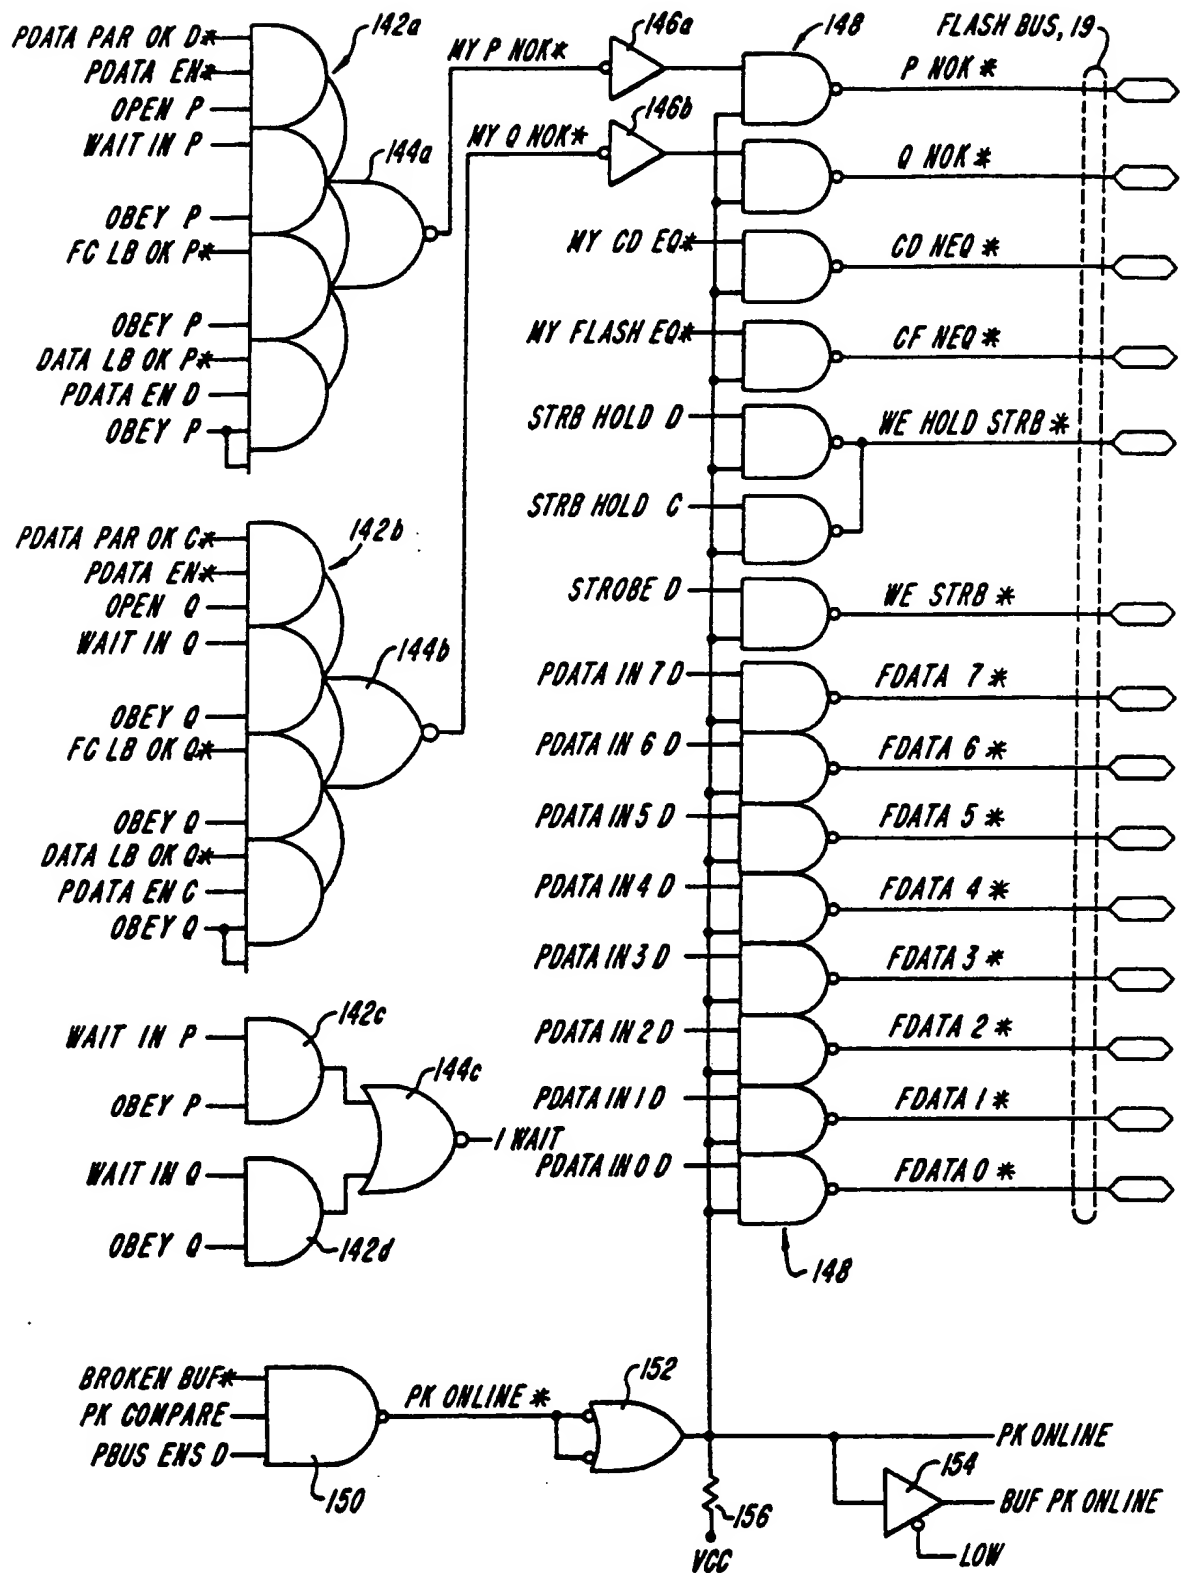 PDATA PAR OK D*
PDATA EN*
OPEN P
WAIT IN P
OBEY P
FC LB OK P*
OBEY P
DATA LB OK P*
PDATA EN D
OBEY P
142a
144a
MY P NOK*
146a
MY Q NOK*
146b
148
FLASH BUS, 19
P NOK *
Q NOK *
MY CD EQ*
CD NEQ *
MY FLASH EQ*
CF NEQ *
STRB HOLD D
WE HOLD STRB *
STRB HOLD C
STROBE D
WE STRB *
PDATA IN 7 D
FDATA 7 *
PDATA IN 6 D
FDATA 6 *
PDATA IN 5 D
FDATA 5 *
PDATA IN 4 D
FDATA 4 *
PDATA IN 3 D
FDATA 3 *
PDATA IN 2 D
FDATA 2 *
PDATA IN 1 D
FDATA 1 *
PDATA IN 0 D
FDATA 0 *
148
PDATA PAR OK C*
PDATA EN*
OPEN Q
WAIT IN Q
OBEY Q
FC LB OK Q*
OBEY Q
DATA LB OK Q*
PDATA EN C
OBEY Q
142b
144b
WAIT IN P
OBEY P
142c
144c
I WAIT
WAIT IN Q
OBEY Q
142d
BROKEN BUF*
PK COMPARE
PBUS ENS D
150
PK ONLINE *
152
PK ONLINE
154
BUF PK ONLINE
LOW
156
VCC